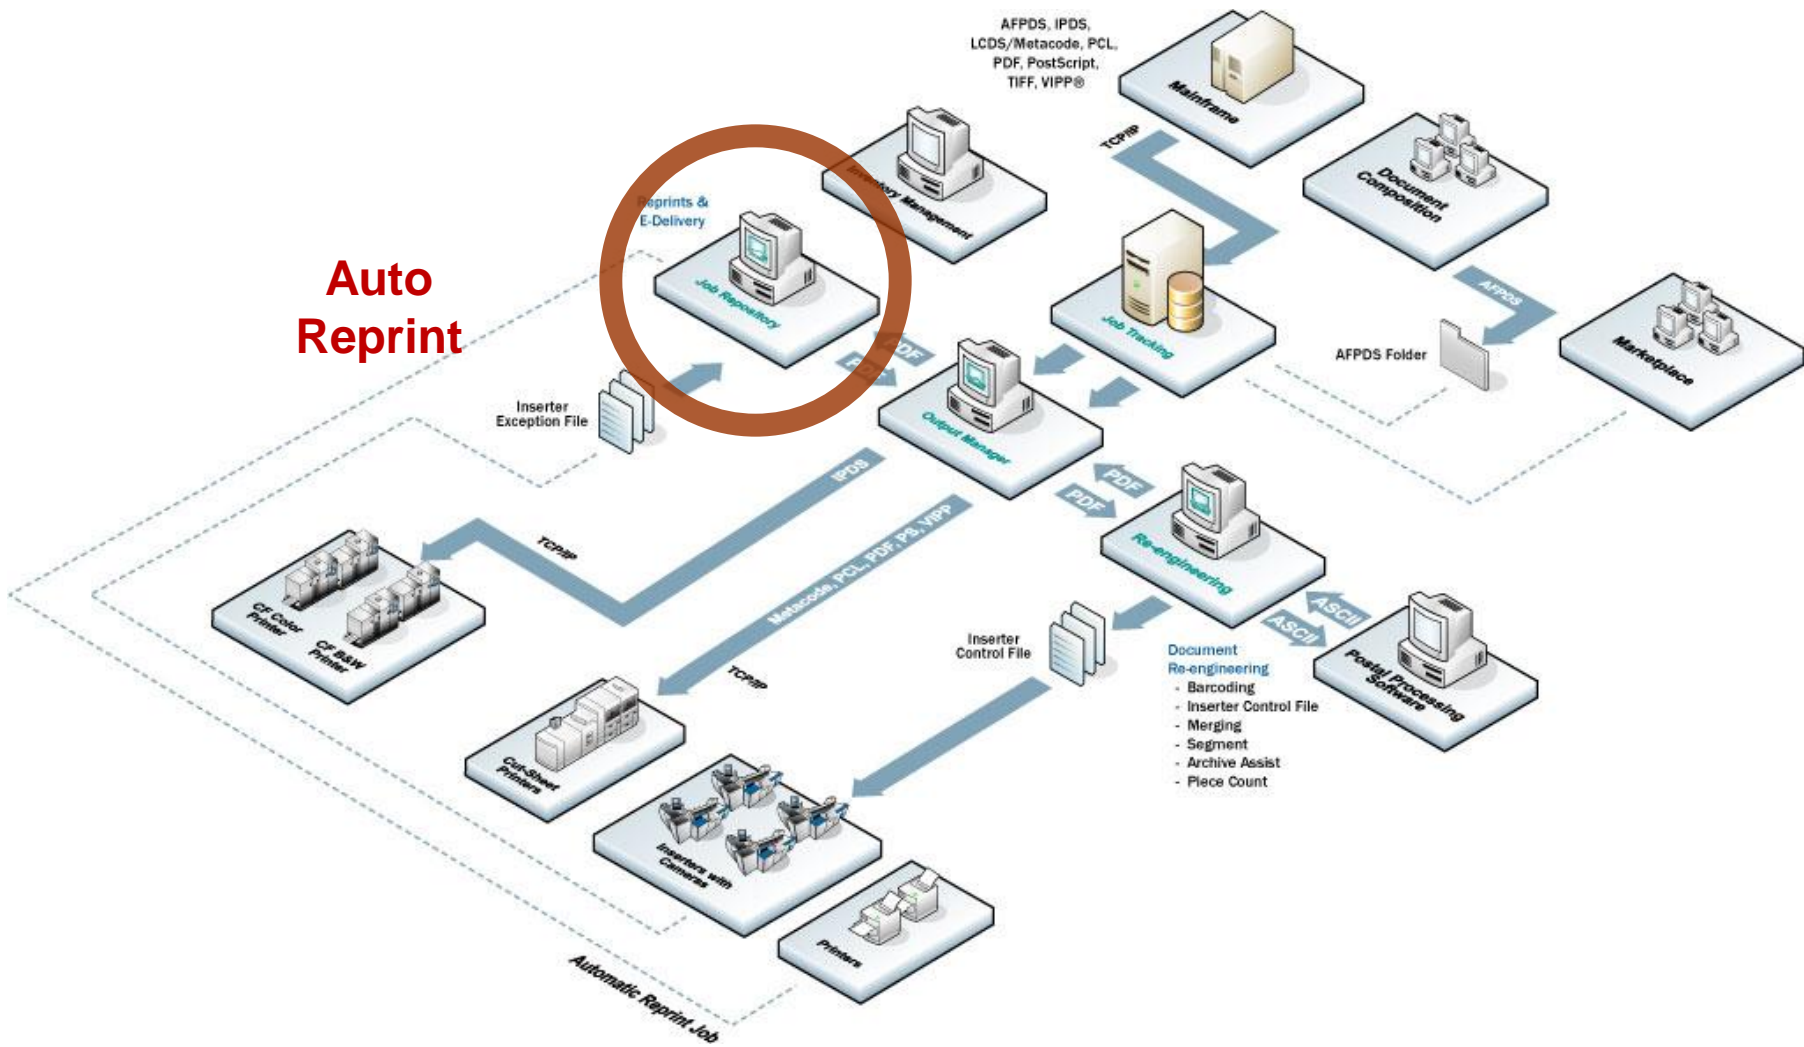 AFPDS, IPDS,
LCDS/Metacode, PCL,
PDF, PostScript,
TIFF, VIPP®
Mainframe
TCP/IP
Document
Composition
Inventory Management
Reprints &
E-Delivery
Job Repository
Auto
Reprint
Job Tracking
AFPDS
AFPDS Folder
Marketplace
PDF
PDF
Inserter
Exception File
Output Manager
IPDS
PDF
PDF
Re-engineering
TCP/IP
Metacode, PCL, PDF, PS, VIPP
CF Color
Printer
CF B&W
Printer
ASCII
ASCII
Inserter
Control File
Document
Re-engineering
- Barcoding
- Inserter Control File
- Merging
- Segment
- Archive Assist
- Piece Count
Postal Processing
Software
TCP/IP
Cut-Sheet
Printers
Inserters with
Cameras
Printers
Automatic Reprint Job